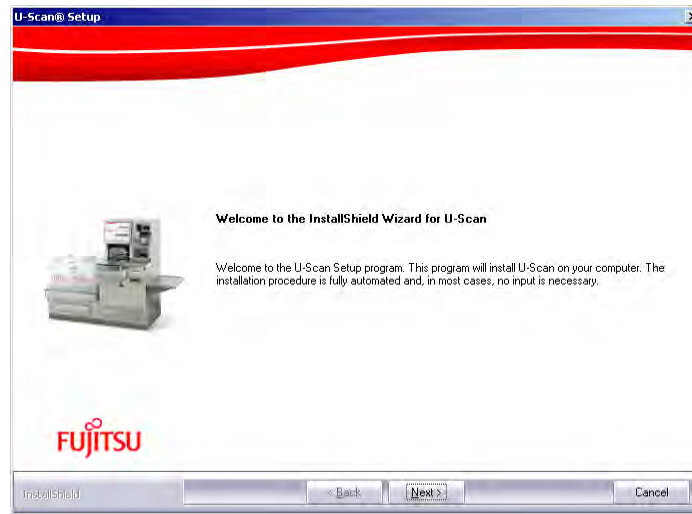 U-Scan® Setup
Welcome to the InstallShield Wizard for U-Scan
Welcome to the U-Scan Setup program. This program will install U-Scan on your computer. The
installation procedure is fully automated and, in most cases, no input is necessary.
FUJITSU
InstallShield
< Back
Next >
Cancel